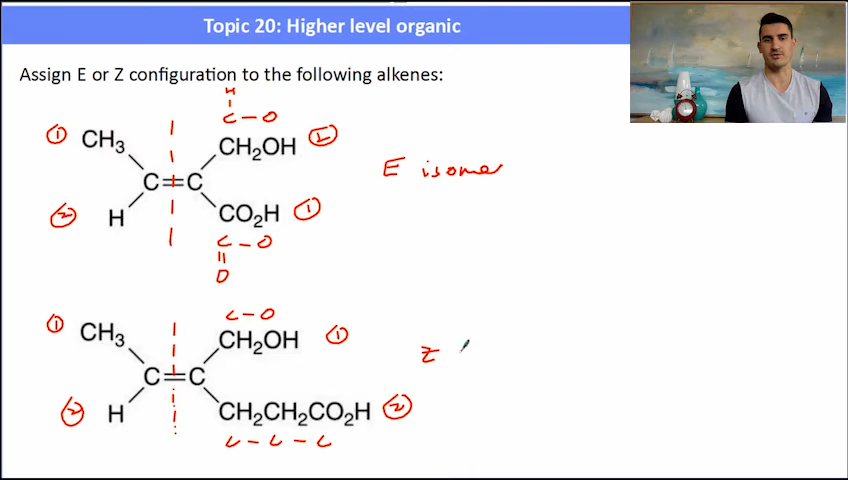 Topic 20: Higher level organic
Assign E or Z configuration to the following alkenes:
H
C – O
① CH₃ CH₂OH ②
C=C E isomer
② H CO₂H ①
C – O
O
C – O
① CH₃ CH₂OH ①
C=C Z
② H CH₂CH₂CO₂H ②
C – C – C